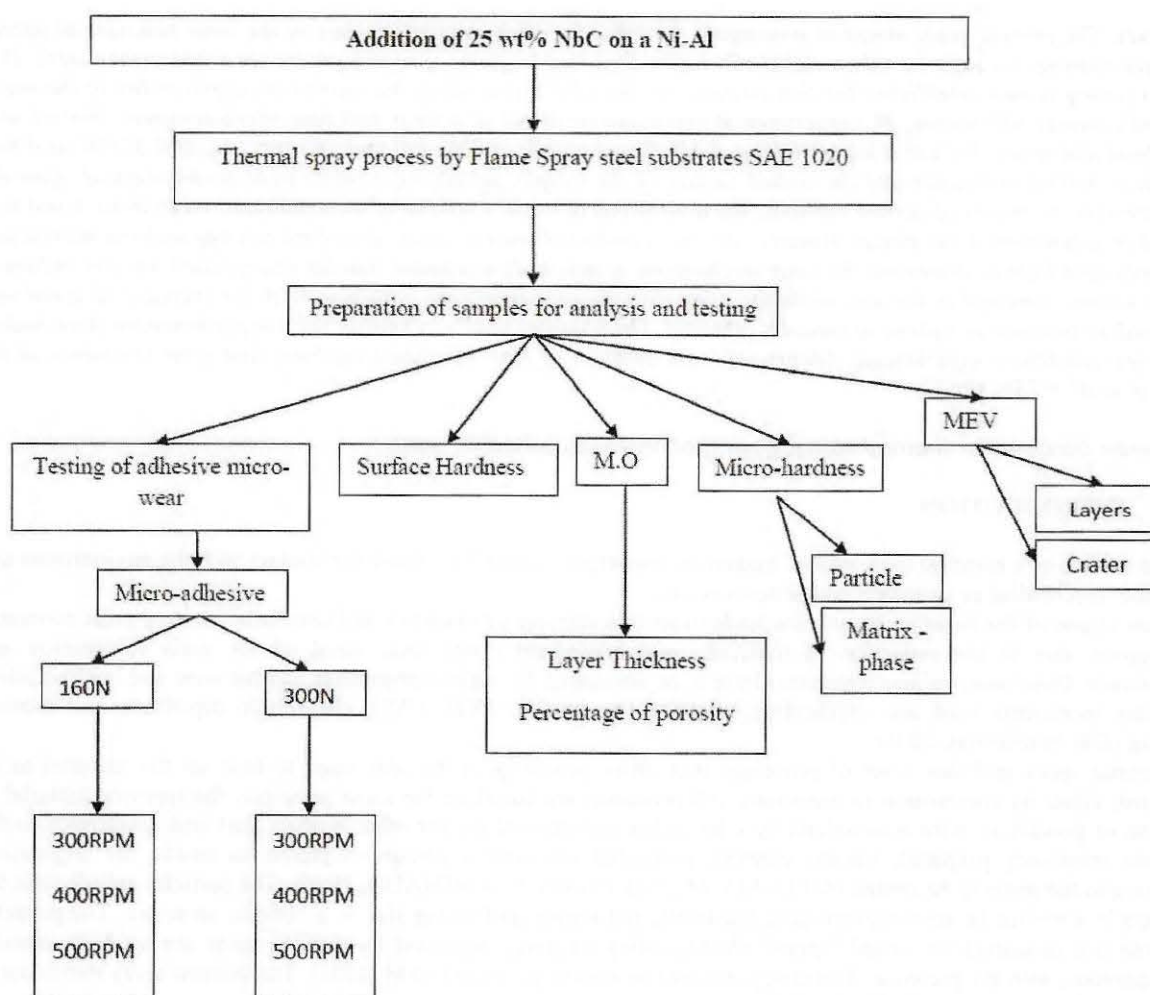 Addition of 25 wt% NbC on a Ni-Al
Thermal spray process by Flame Spray steel substrates SAE 1020
Preparation of samples for analysis and testing
MEV
Testing of adhesive micro-
wear
Surface Hardness
M.O
Micro-hardness
Layers
Crater
Micro-adhesive
Particle
Matrix -
phase
Layer Thickness
Percentage of porosity
160N
300N
300RPM
400RPM
500RPM
300RPM
400RPM
500RPM